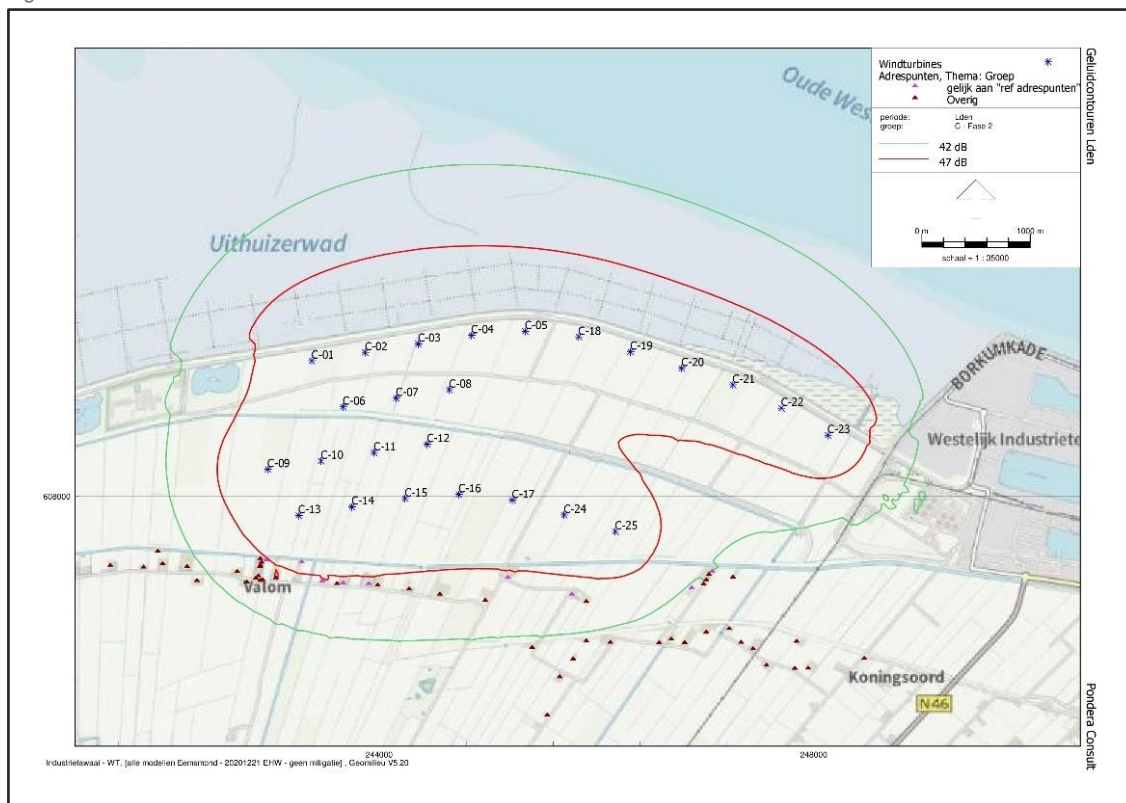 Oude Wes
Windturbines
Adrespunten, Thema: Groep
gelijk aan "ref adrespunten"
Overig
periode: Lden
groep: C - Fase 2
42 dB
47 dB
0 m 1000 m
schaal = 1 : 35000
Geluidcontouren Lden
Uithuizerwad
C-01
C-02
C-03
C-04
C-05
C-18
C-19
C-20
C-21
C-22
C-23
C-06
C-07
C-08
C-09
C-10
C-11
C-12
C-13
C-14
C-15
C-16
C-17
C-24
C-25
BORKUMKADE
Westelijk Industriete
608000
Valom
Koningsoord
N46
244000
248000
Pondera Consult
Industrielawaai - WT, [alle modellen Eemsmond - 20201221 EHW - geen mitigatie] , Geomilieu V5.20